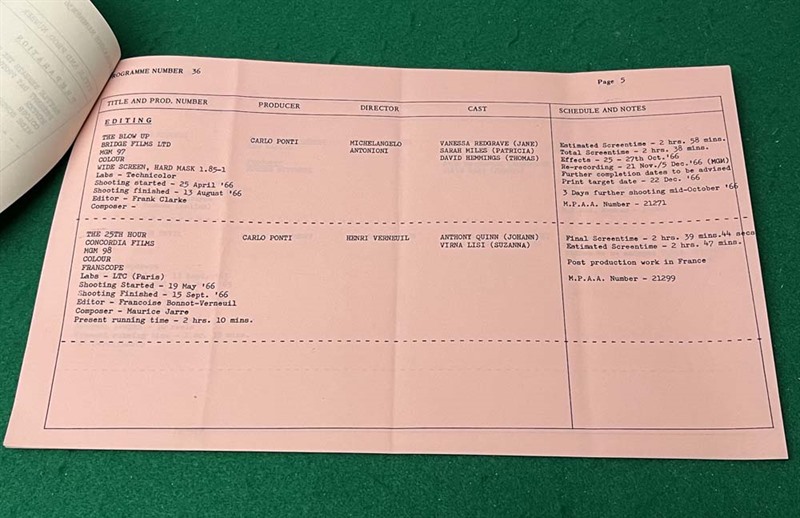 PROGRAMME NUMBER 36
Page 5
TITLE AND PROD. NUMBER PRODUCER DIRECTOR CAST SCHEDULE AND NOTES
EDITING
THE BLOW UP
BRIDGE FILMS LTD
MGM 97
COLOUR
WIDE SCREEN, HARD MASK 1.85-1
Labs - Technicolor
Shooting started - 25 April '66
Shooting finished - 13 August '66
Editor - Frank Clarke
Composer -
CARLO PONTI
MICHELANGELO
ANTONIONI
VANESSA REDGRAVE (JANE)
SARAH MILES (PATRICIA)
DAVID HEMMINGS (THOMAS)
Estimated Screentime - 2 hrs. 58 mins.
Total Screentime - 2 hrs. 38 mins.
Effects - 25 - 27th Oct.'66
Re-recording - 21 Nov./5 Dec.'66 (MGM)
Further completion dates to be advised
Print target date - 22 Dec. '66
3 Days further shooting mid-October '66
M.P.A.A. Number - 21271
THE 25TH HOUR
CONCORDIA FILMS
MGM 98
COLOUR
FRANSCOPE
Labs - LTC (Paris)
Shooting Started - 19 May '66
Shooting Finished - 15 Sept. '66
Editor - Francoise Bonnot-Verneuil
Composer - Maurice Jarre
Present running time - 2 hrs. 10 mins.
CARLO PONTI
HENRI VERNEUIL
ANTHONY QUINN (JOHANN)
VIRNA LISI (SUZANNA)
Final Screentime - 2 hrs. 39 mins.44 secs
Estimated Screentime - 2 hrs. 47 mins.
Post production work in France
M.P.A.A. Number - 21299